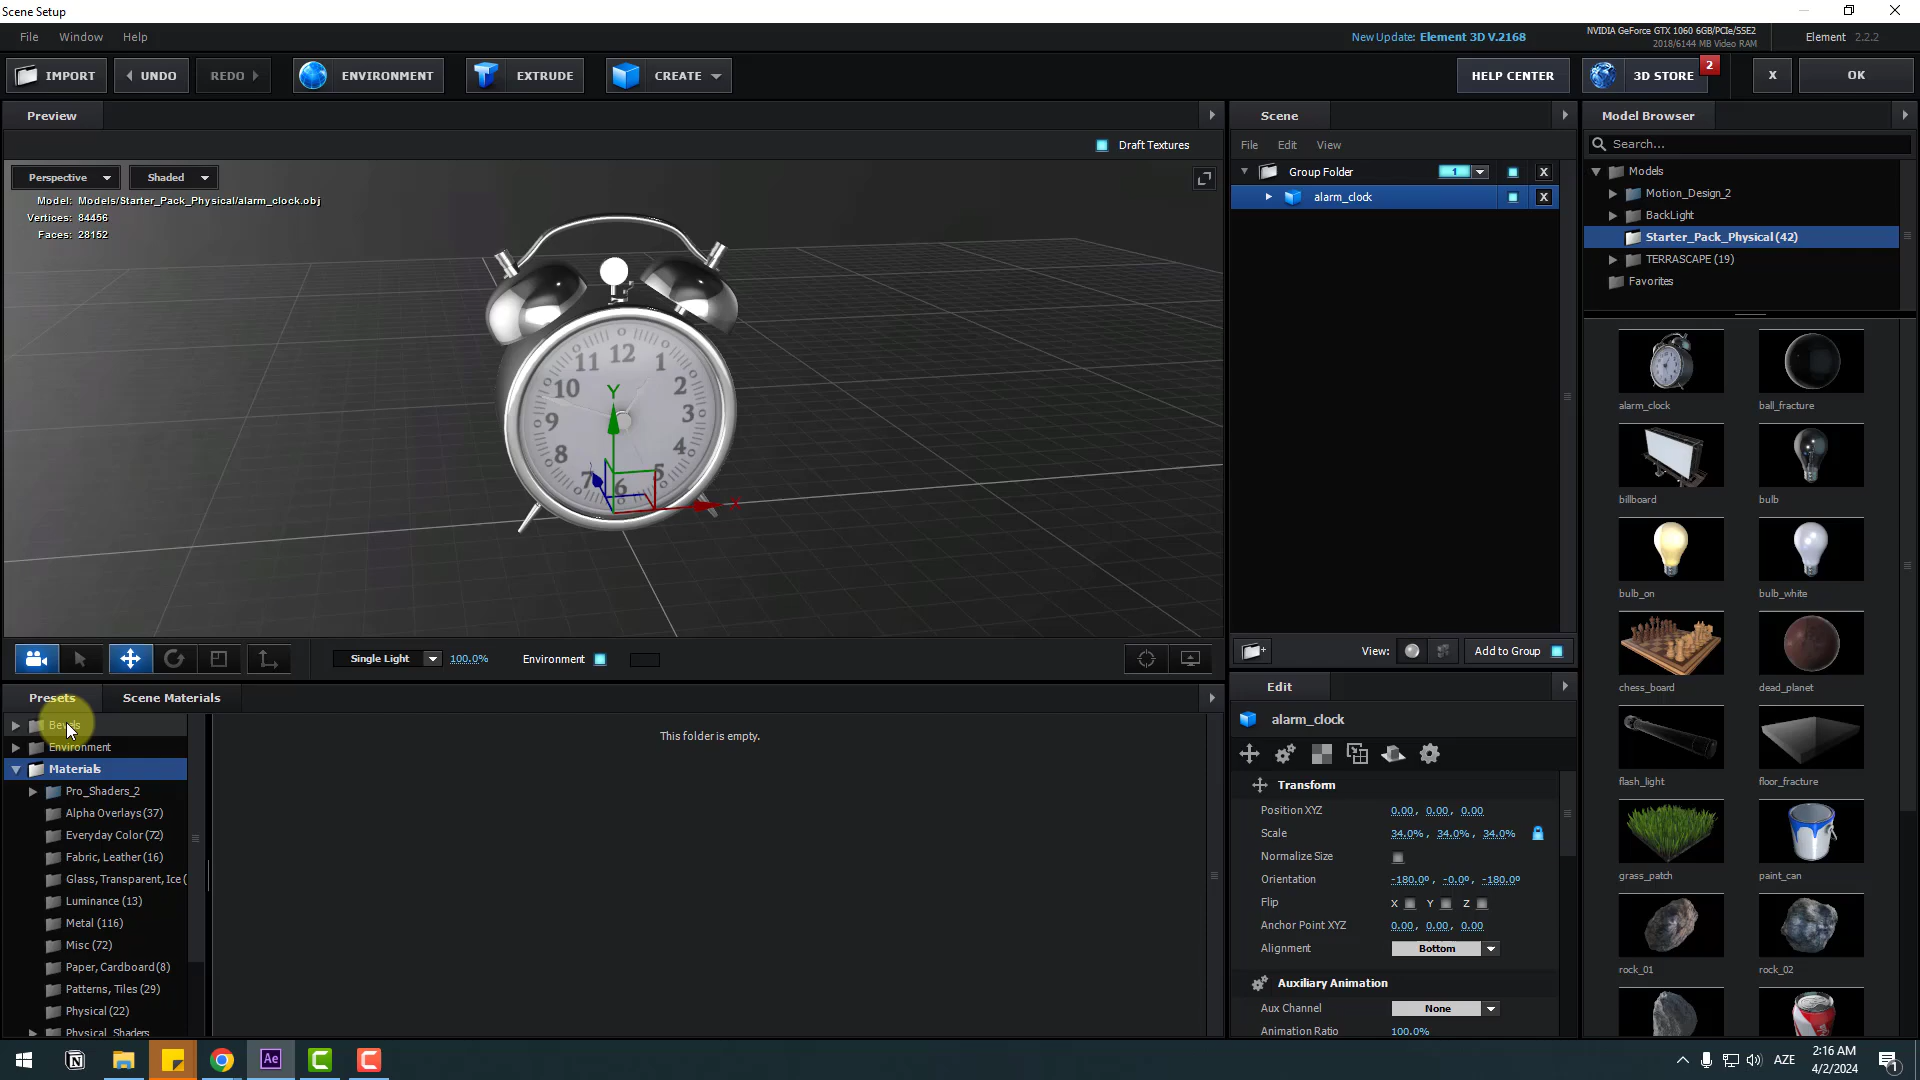 Scene Setup
File Window Help
New Update: Element 3D V.2168
NVIDIA GeForce GTX 1060 6GB/PCIe/SSE2
2018/6144 MB Video RAM
Element 2.2.2
IMPORT UNDO REDO ENVIRONMENT EXTRUDE CREATE HELP CENTER 3D STORE 2 X OK
Preview
Draft Textures
Perspective Shaded
Model: Models/Starter_Pack_Physical/alarm_clock.obj
Vertices: 84456
Faces: 28152
12
11 1
10 2
9 3
8 4
7 5
6
Y
X
Single Light 100.0% Environment
Presets Scene Materials
Bevels
Environment
Materials
Pro_Shaders_2
Alpha Overlays (37)
Everyday Color (72)
Fabric, Leather (16)
Glass, Transparent, Ice (
Luminance (13)
Metal (116)
Misc (72)
Paper, Cardboard (8)
Patterns, Tiles (29)
Physical (22)
Physical_Shaders
This folder is empty.
Scene
File Edit View
Group Folder 1 X
alarm_clock X
View: Add to Group
Edit
alarm_clock
Transform
Position XYZ 0.00, 0.00, 0.00
Scale 34.0%, 34.0%, 34.0%
Normalize Size
Orientation -180.0º, -0.0º, -180.0º
Flip X Y Z
Anchor Point XYZ 0.00, 0.00, 0.00
Alignment Bottom
Auxiliary Animation
Aux Channel None
Animation Ratio 100.0%
Model Browser
Search...
Models
Motion_Design_2
BackLight
Starter_Pack_Physical (42)
TERRASCAPE (19)
Favorites
alarm_clock ball_fracture
billboard bulb
bulb_on bulb_white
chess_board dead_planet
flash_light floor_fracture
grass_patch paint_can
rock_01 rock_02
Ae
AZE
2:16 AM
4/2/2024
1